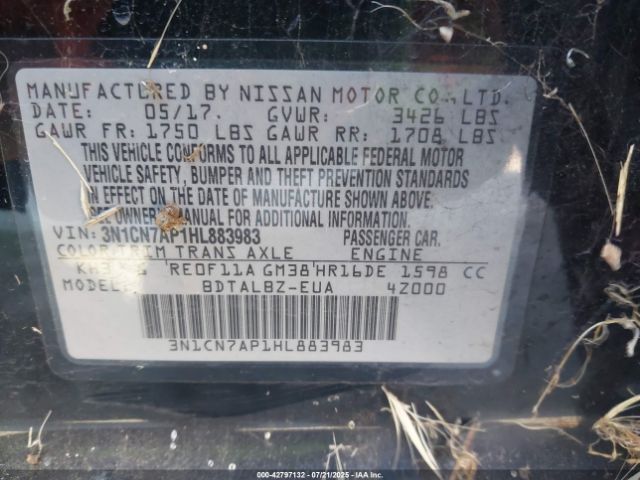 MANUFACTURED BY NISSAN MOTOR CO., LTD.
DATE: 05/17. GVWR: 3426 LBS
GAWR FR: 1750 LBS GAWR RR: 1708 LBS
THIS VEHICLE CONFORMS TO ALL APPLICABLE FEDERAL MOTOR
VEHICLE SAFETY, BUMPER AND THEFT PREVENTION STANDARDS
IN EFFECT ON THE DATE OF MANUFACTURE SHOWN ABOVE.
OWNER MANUAL FOR ADDITIONAL INFORMATION.
VIN: 3N1CN7AP1HL883983 PASSENGER CAR.
COLOR TRIM TRANS AXLE ENGINE
RE0F11A GM38 HR16DE 1598 CC
MODEL BDTALBZ-EUA 4Z000
3N1CN7AP1HL883983
000-42797132 - 07/21/2025 - IAA Inc.